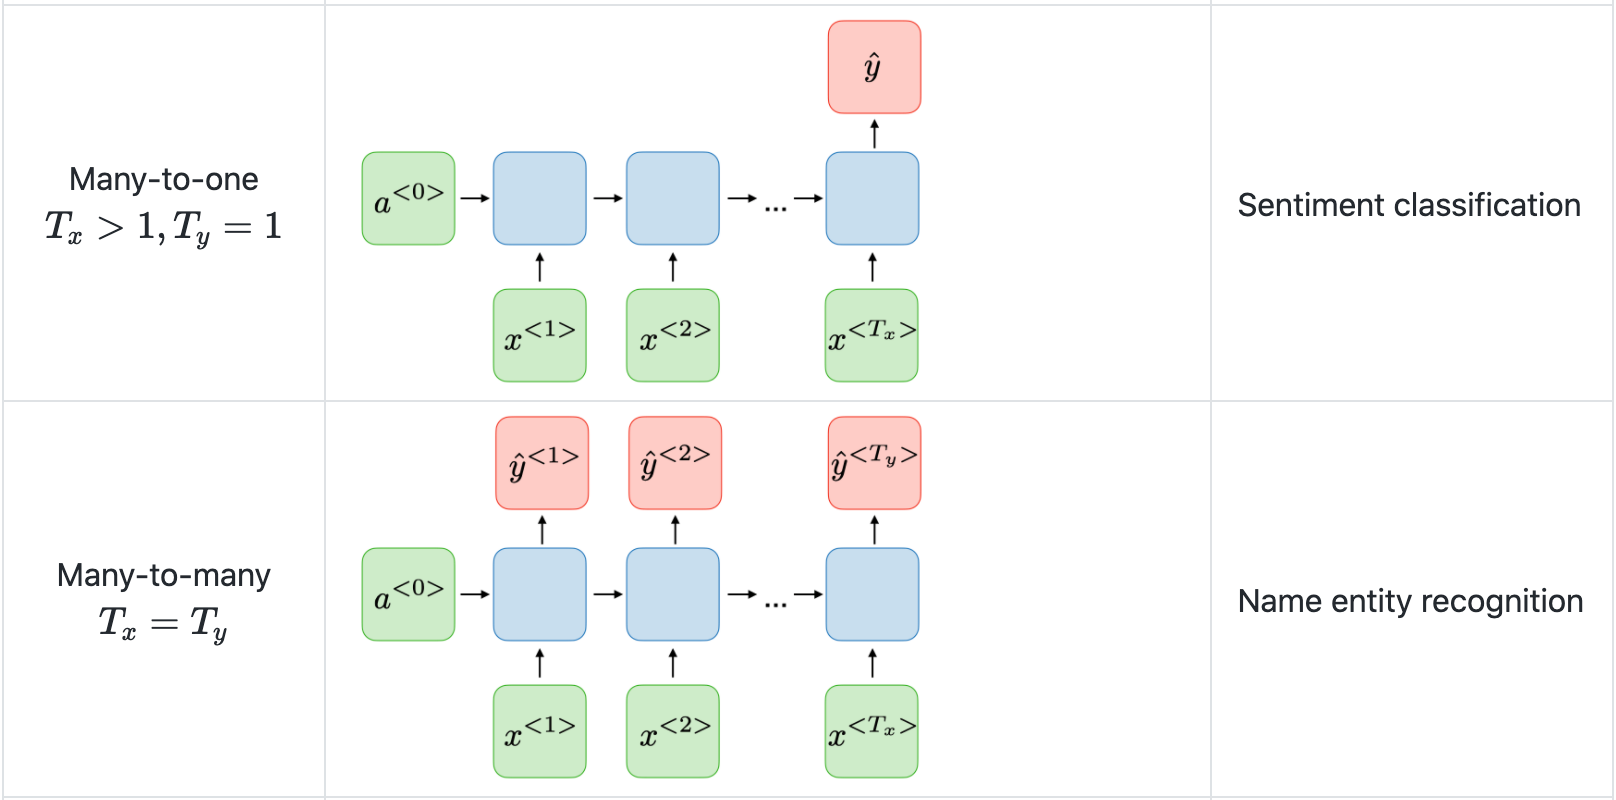 ŷ
Many-to-one
T_x > 1, T_y = 1
a^{<0>}
...
Sentiment classification
x^{<1>} x^{<2>} x^{<T_x>}
ŷ^{<1>} ŷ^{<2>} ŷ^{<T_y>}
Many-to-many
T_x = T_y
a^{<0>}
...
Name entity recognition
x^{<1>} x^{<2>} x^{<T_x>}